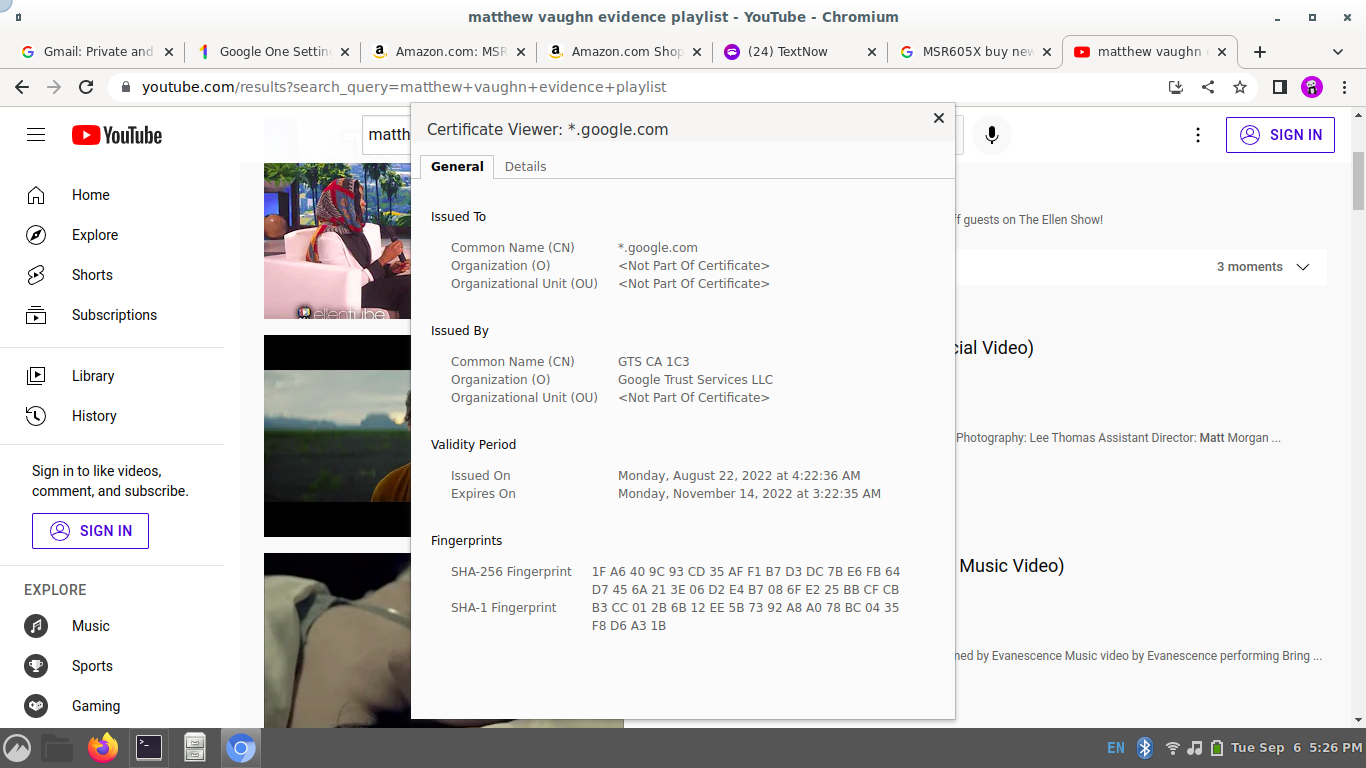 matthew vaughn evidence playlist - YouTube - Chromium
Gmail: Private and
Google One Settin
Amazon.com: MSR
Amazon.com Shop
(24) TextNow
MSR605X buy new
matthew vaughn e
youtube.com/results?search_query=matthew+vaughn+evidence+playlist
YouTube
matth
SIGN IN
Home
Explore
Shorts
Subscriptions
Library
History
Sign in to like videos,
comment, and subscribe.
SIGN IN
EXPLORE
Music
Sports
Gaming
ellentube
Certificate Viewer: *.google.com
General Details
Issued To
Common Name (CN) *.google.com
Organization (O) <Not Part Of Certificate>
Organizational Unit (OU) <Not Part Of Certificate>
Issued By
Common Name (CN) GTS CA 1C3
Organization (O) Google Trust Services LLC
Organizational Unit (OU) <Not Part Of Certificate>
Validity Period
Issued On Monday, August 22, 2022 at 4:22:36 AM
Expires On Monday, November 14, 2022 at 3:22:35 AM
Fingerprints
SHA-256 Fingerprint 1F A6 40 9C 93 CD 35 AF F1 B7 D3 DC 7B E6 FB 64
D7 45 6A 21 3E 06 D2 E4 B7 08 6F E2 25 BB CF CB
SHA-1 Fingerprint B3 CC 01 2B 6B 12 EE 5B 73 92 A8 A0 78 BC 04 35
F8 D6 A3 1B
ff guests on The Ellen Show!
3 moments
cial Video)
Photography: Lee Thomas Assistant Director: Matt Morgan ...
Music Video)
ned by Evanescence Music video by Evanescence performing Bring ...
EN
Tue Sep 6 5:26 PM